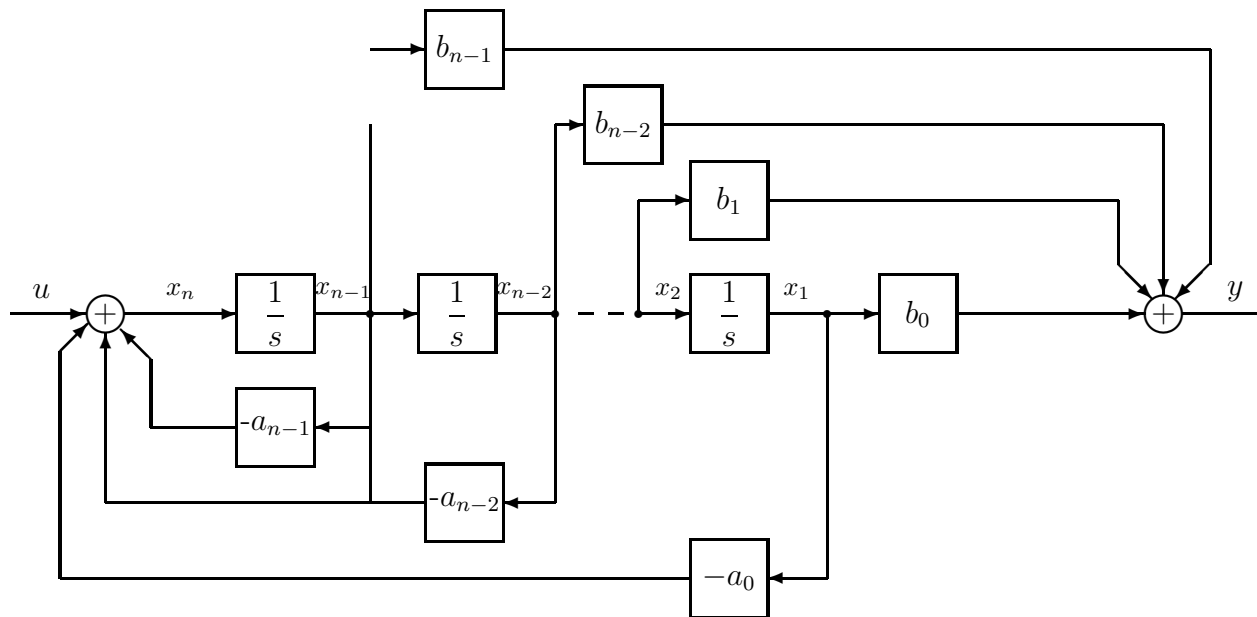 b_{n−1}
b_{n−2}
b_1
u + x_n 1/s x_{n−1} 1/s x_{n−2} x_2 1/s x_1 b_0 + y
-a_{n−1}
-a_{n−2}
−a_0